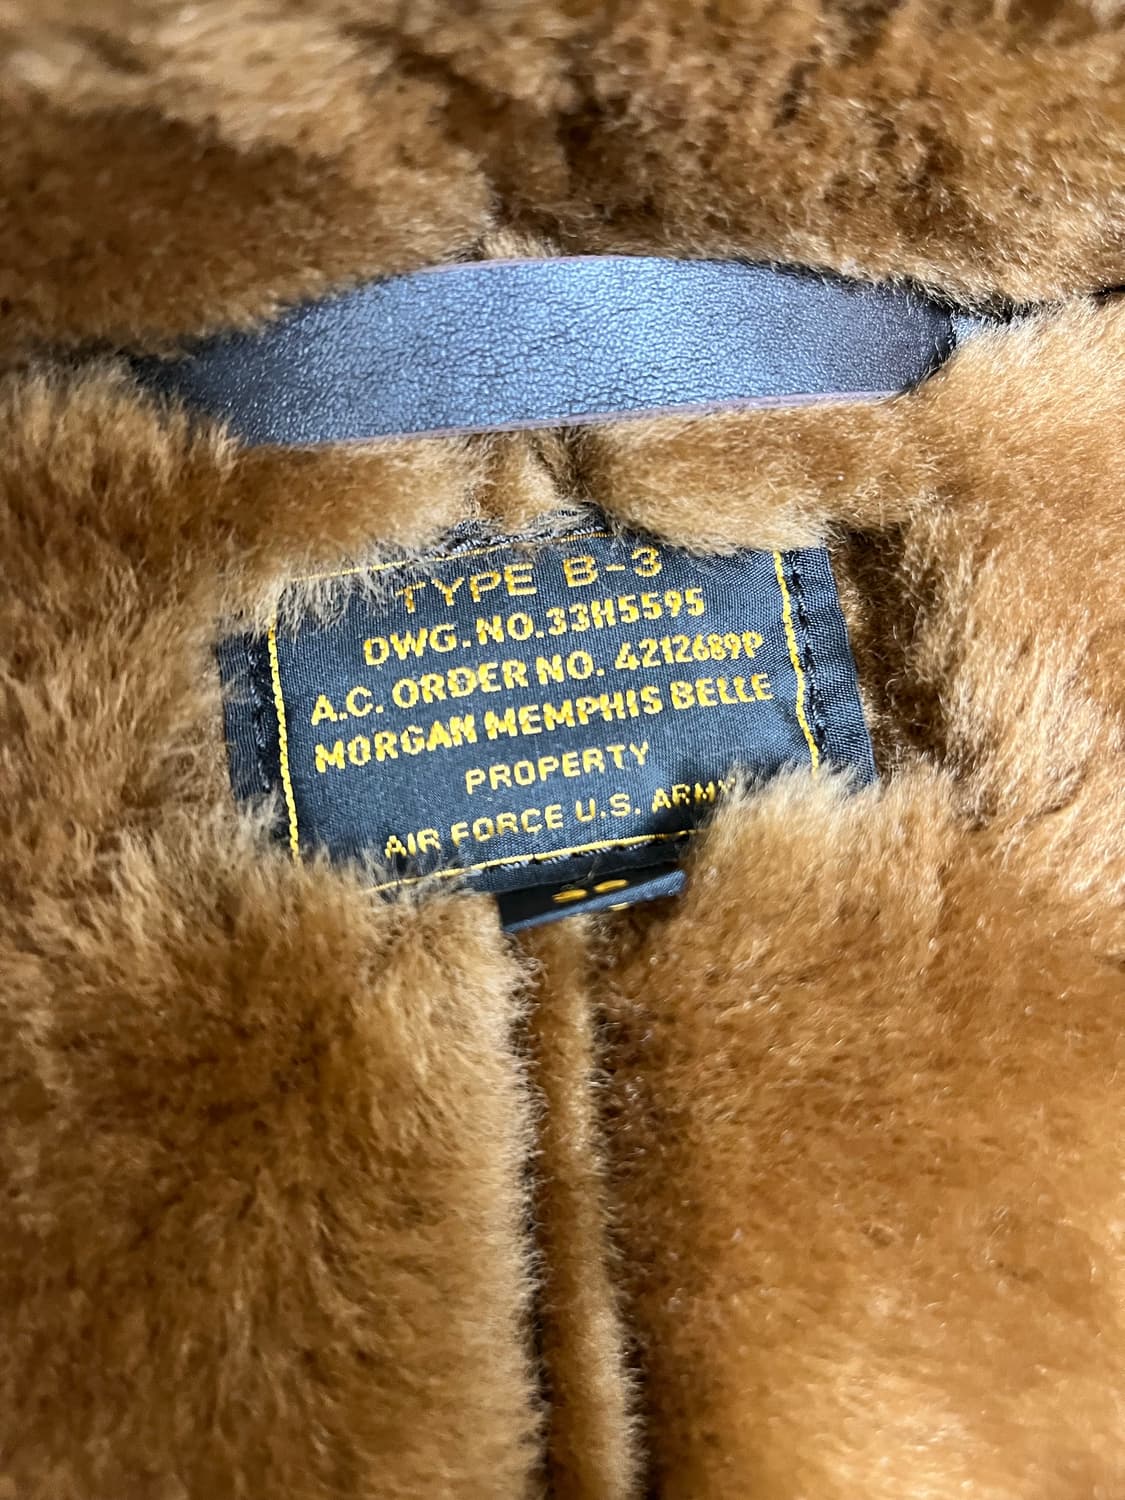 TYPE B-3
DWG.NO.33H5595
A.C. ORDER NO. 4212689P
MORGAN MEMPHIS BELLE
PROPERTY
AIR FORCE U.S. ARMY